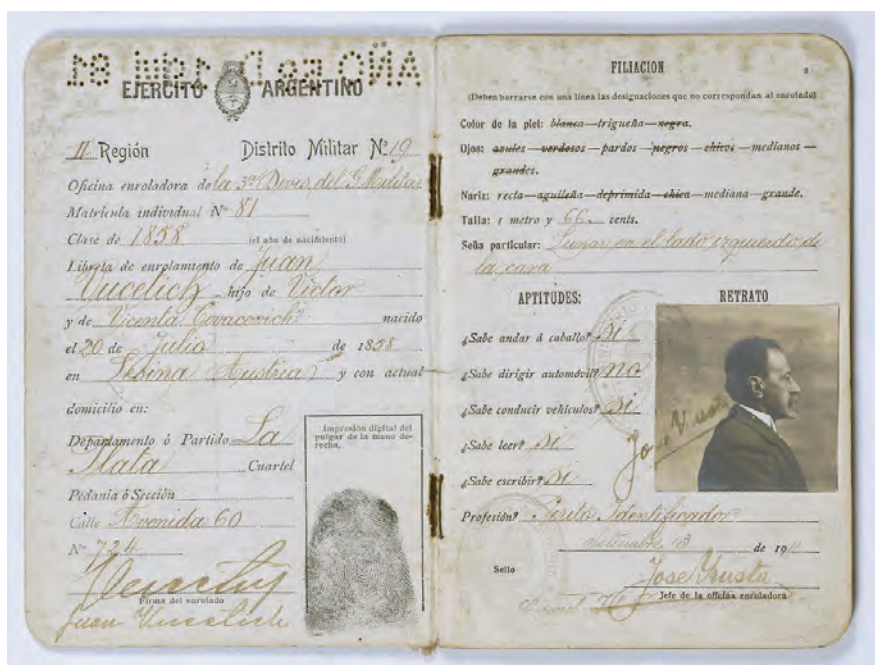 EJERCITO ARGENTINO
II Región Distrito Militar Nº 19
Oficina enroladora de la 3ª Divis. del G. Militar
Matricula individual Nº 81
Clase de 1858 (el año de nacimiento)
Libreta de enrolamiento de Juan
Vucetich hijo de Victor
y de Vicenta Covacevich nacido
el 20 de Julio de 1858
en Lesina Austria y con actual
domicilio en:
Departamento ó Partido La
Plata Cuartel
Pedania ó Sección
Calle Avenida 60
Nº 724
Firma del enrolado
Juan Vucetich
Impresión digital del
pulgar de la mano de-
recha.
FILIACION
(Deben borrarse con una línea las designaciones que no correspondan al enrolado)
Color de la piel: blanca—trigueña—negra.
Ojos: azules—verdosos—pardos—negros—chicos—medianos—
grandes.
Nariz: recta—aguileña—deprimida—chica—mediana—grande.
Talla: 1 metro y 66 cents.
Seña particular: Lunar en el lado izquierdo de
la cara
APTITUDES:
¿Sabe andar á caballo? Si
¿Sabe dirigir automóvil? no
¿Sabe conducir vehículos? Si
¿Sabe leer? Si
¿Sabe escribir? Si
RETRATO
Profesión? Perito Identificador
de 191
Sello
Jefe de la oficina enroladora